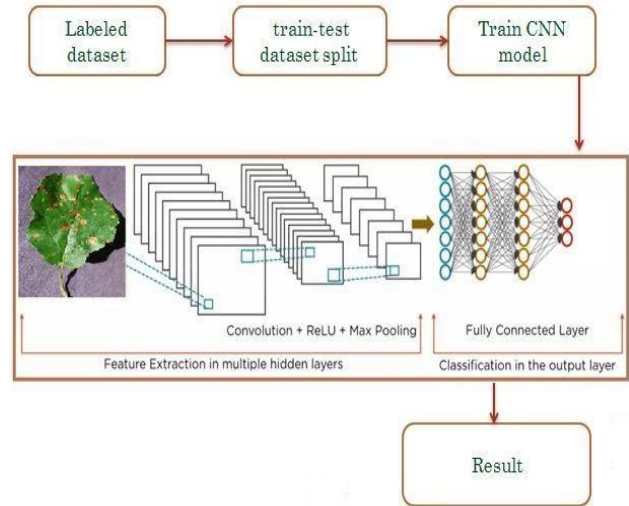 Labeled
dataset
train-test
dataset split
Train CNN
model
Convolution + ReLU + Max Pooling
Fully Connected Layer
Feature Extraction in multiple hidden layers
Classification in the output layer
Result